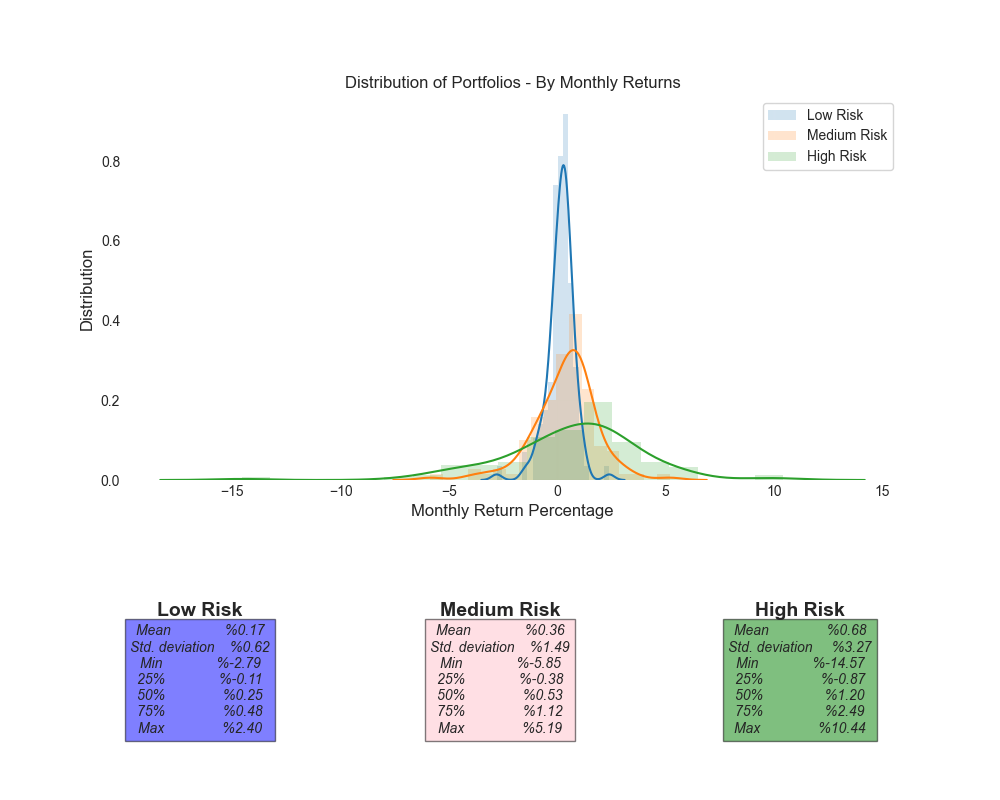 Distribution of Portfolios - By Monthly Returns
Low Risk
Medium Risk
High Risk
Distribution
0.8
0.6
0.4
0.2
0.0
−15 −10 −5 0 5 10 15
Monthly Return Percentage
Low Risk
Mean %0.17
Std. deviation %0.62
Min %-2.79
25% %-0.11
50% %0.25
75% %0.48
Max %2.40
Medium Risk
Mean %0.36
Std. deviation %1.49
Min %-5.85
25% %-0.38
50% %0.53
75% %1.12
Max %5.19
High Risk
Mean %0.68
Std. deviation %3.27
Min %-14.57
25% %-0.87
50% %1.20
75% %2.49
Max %10.44